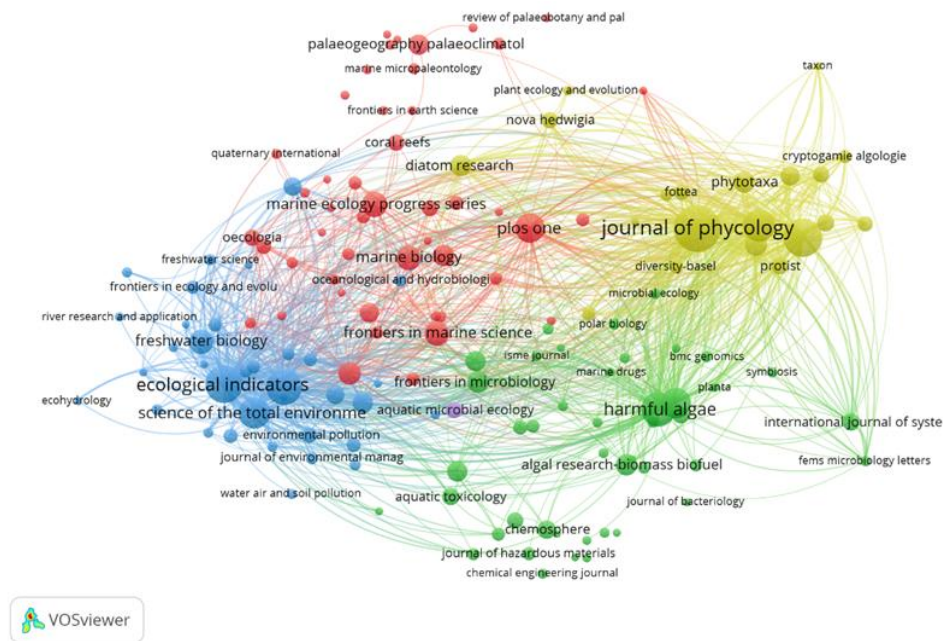 review of palaeobotany and pal
palaeogeography palaeoclimatol
marine micropaleontology
taxon
plant ecology and evolution
frontiers in earth science
nova hedwigia
coral reefs
quaternary international
cryptogamie algologie
diatom research
phytotaxa
fottea
marine ecology progress series
plos one
journal of phycology
oecologia
marine biology
freshwater science
diversity-basel
protist
oceanological and hydrobiologi
frontiers in ecology and evolu
microbial ecology
river research and application
polar biology
frontiers in marine science
freshwater biology
isme journal
bmc genomics
marine drugs
symbiosis
ecological indicators
frontiers in microbiology
planta
ecohydrology
science of the total environme
aquatic microbial ecology
harmful algae
international journal of syste
environmental pollution
journal of environmental manag
algal research-biomass biofuel
fems microbiology letters
water air and soil pollution
aquatic toxicology
journal of bacteriology
chemosphere
journal of hazardous materials
chemical engineering journal
VOSviewer